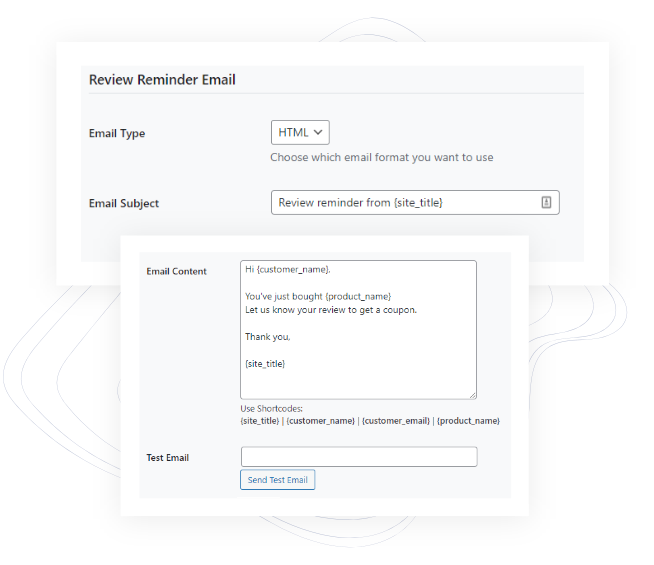 Review Reminder Email
Email Type
HTML
Choose which email format you want to use
Email Subject
Review reminder from {site_title}
Email Content
Hi {customer_name}.
You've just bought {product_name}
Let us know your review to get a coupon.
Thank you,
{site_title}
Use Shortcodes:
{site_title} | {customer_name} | {customer_email} | {product_name}
Test Email
Send Test Email